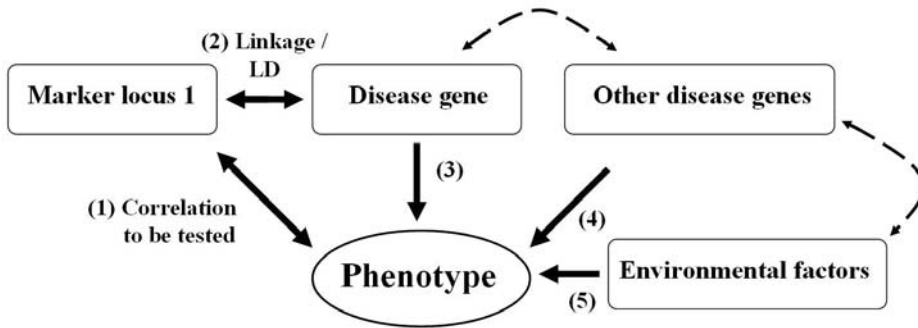 (2) Linkage /
LD
Marker locus 1
Disease gene
Other disease genes
(3)
(1) Correlation
to be tested
(4)
Phenotype
(5)
Environmental factors